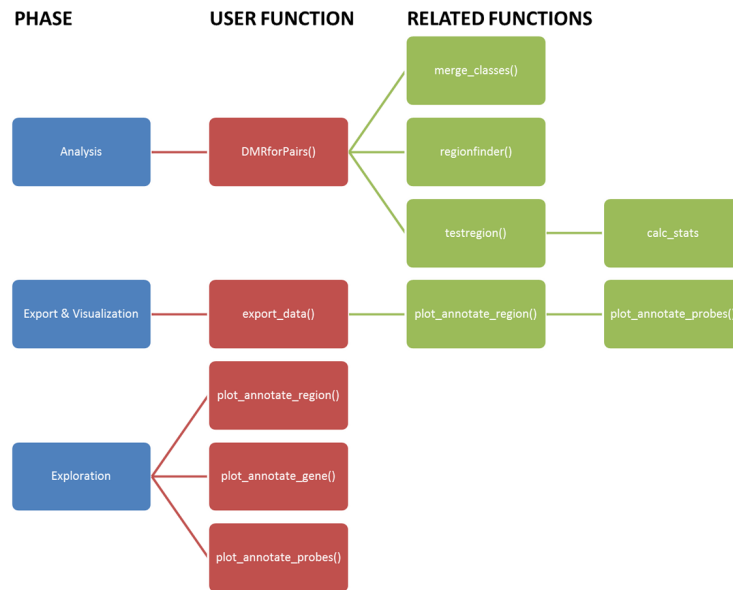 PHASE USER FUNCTION RELATED FUNCTIONS
merge_classes()
Analysis DMRforPairs() regionfinder()
testregion() calc_stats
Export & Visualization export_data() plot_annotate_region() plot_annotate_probes()
plot_annotate_region()
Exploration plot_annotate_gene()
plot_annotate_probes()